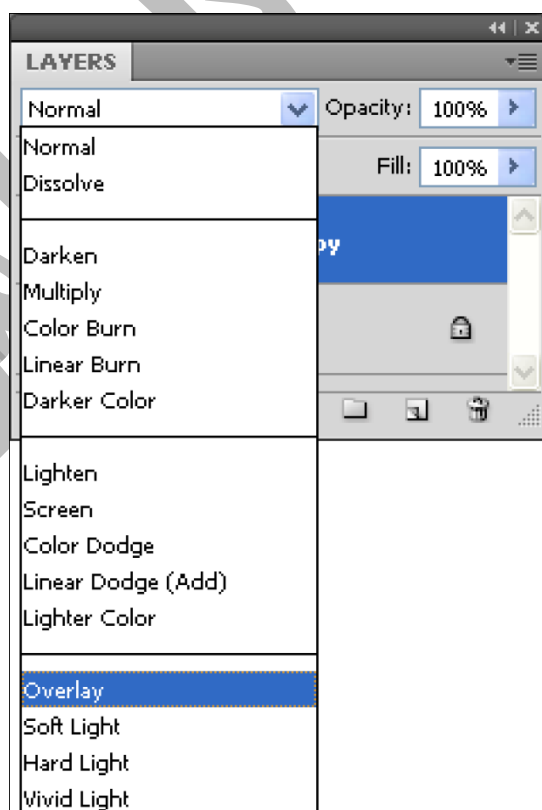 LAYERS
Normal Opacity: 100%
Normal Fill: 100%
Dissolve
Darken py
Multiply
Color Burn
Linear Burn
Darker Color
Lighten
Screen
Color Dodge
Linear Dodge (Add)
Lighter Color
Overlay
Soft Light
Hard Light
Vivid Light